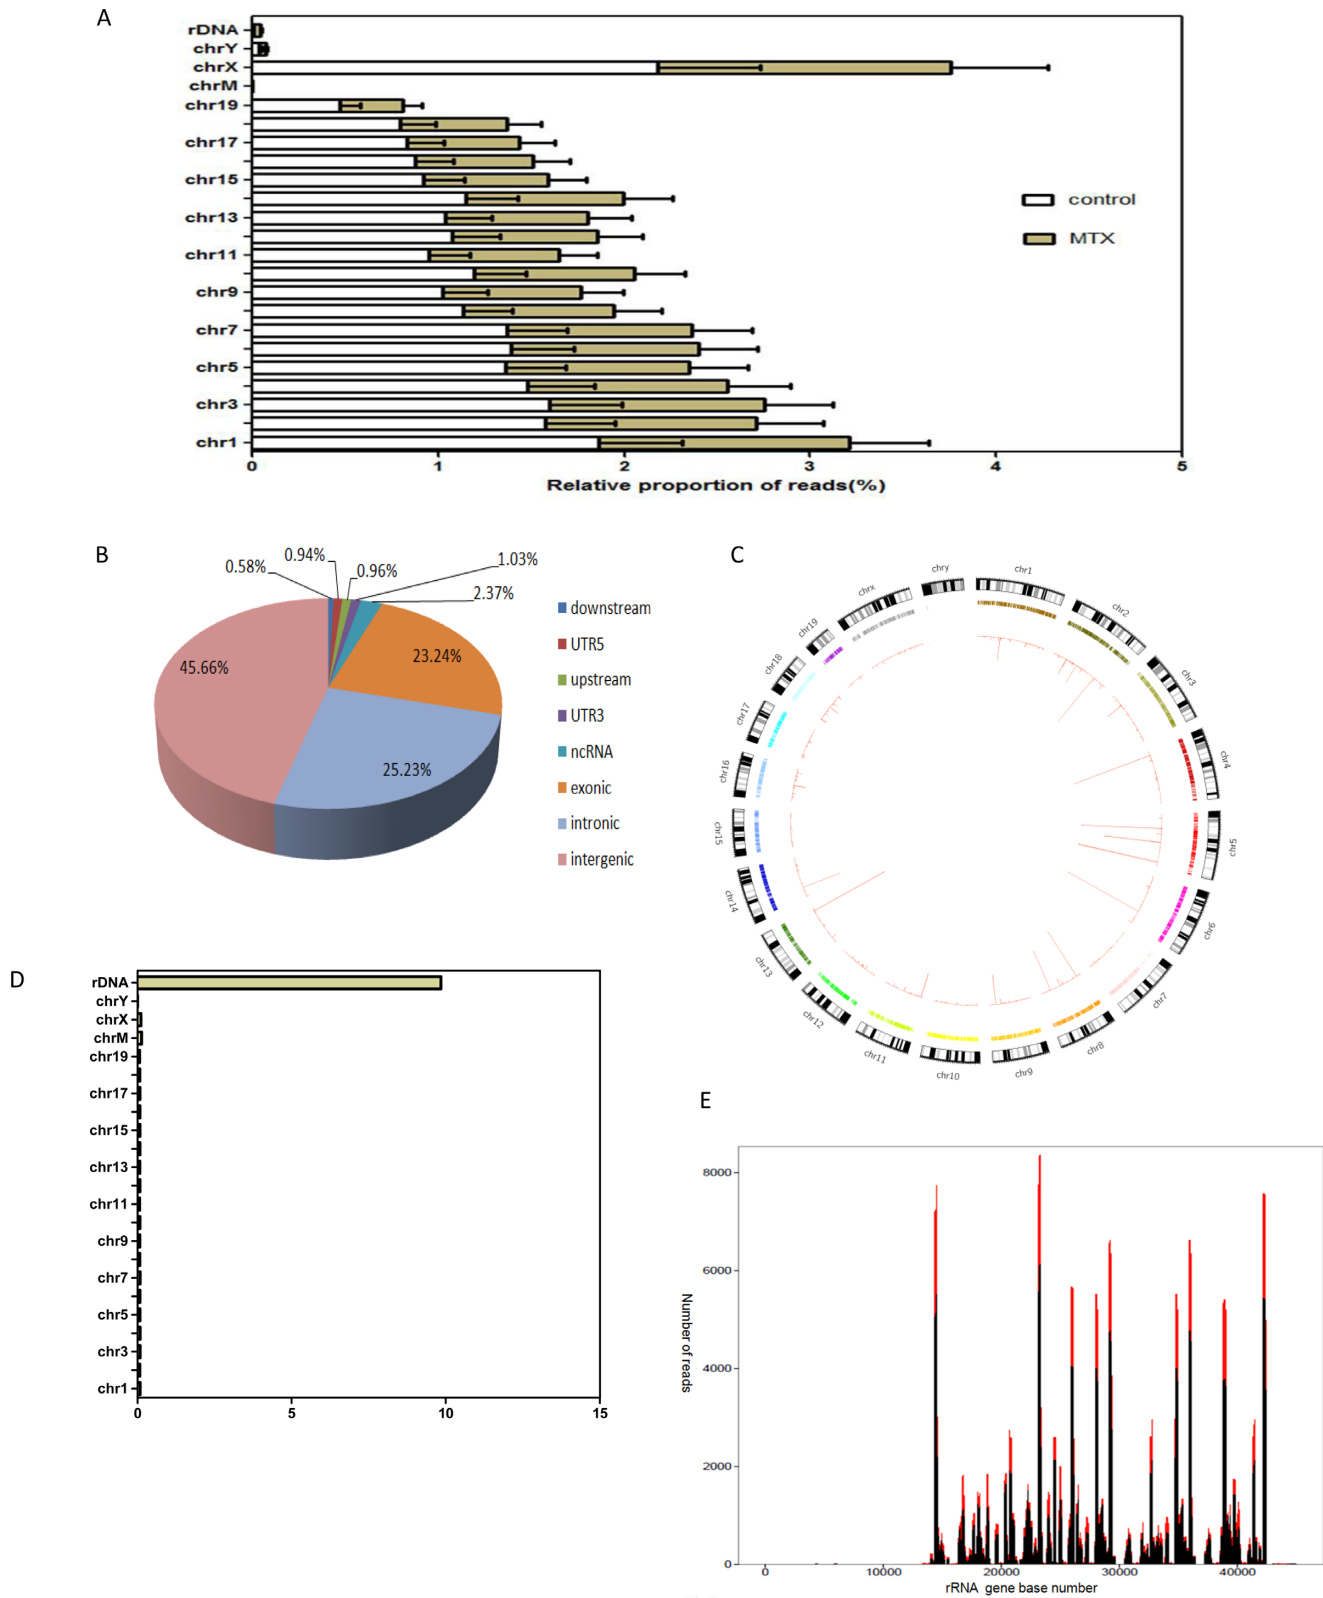 A
rDNA
chrY
chrX
chrM
chr19
chr17
chr15
chr13
chr11
chr9
chr7
chr5
chr3
chr1
control
MTX
0 1 2 3 4 5
Relative proportion of reads(%)
B
0.58%
0.94%
0.96%
1.03%
2.37%
23.24%
25.23%
45.66%
downstream
UTR5
upstream
UTR3
ncRNA
exonic
intronic
intergenic
C
chr1
chr2
chr3
chr4
chr5
chr6
chr7
chr8
chr9
chr10
chr11
chr12
chr13
chr14
chr15
chr16
chr17
chr18
chr19
chrx
chry
D
rDNA
chrY
chrX
chrM
chr19
chr17
chr15
chr13
chr11
chr9
chr7
chr5
chr3
chr1
0 5 10 15
E
Number of reads
8000
6000
4000
2000
0
0 10000 20000 30000 40000
rRNA gene base number